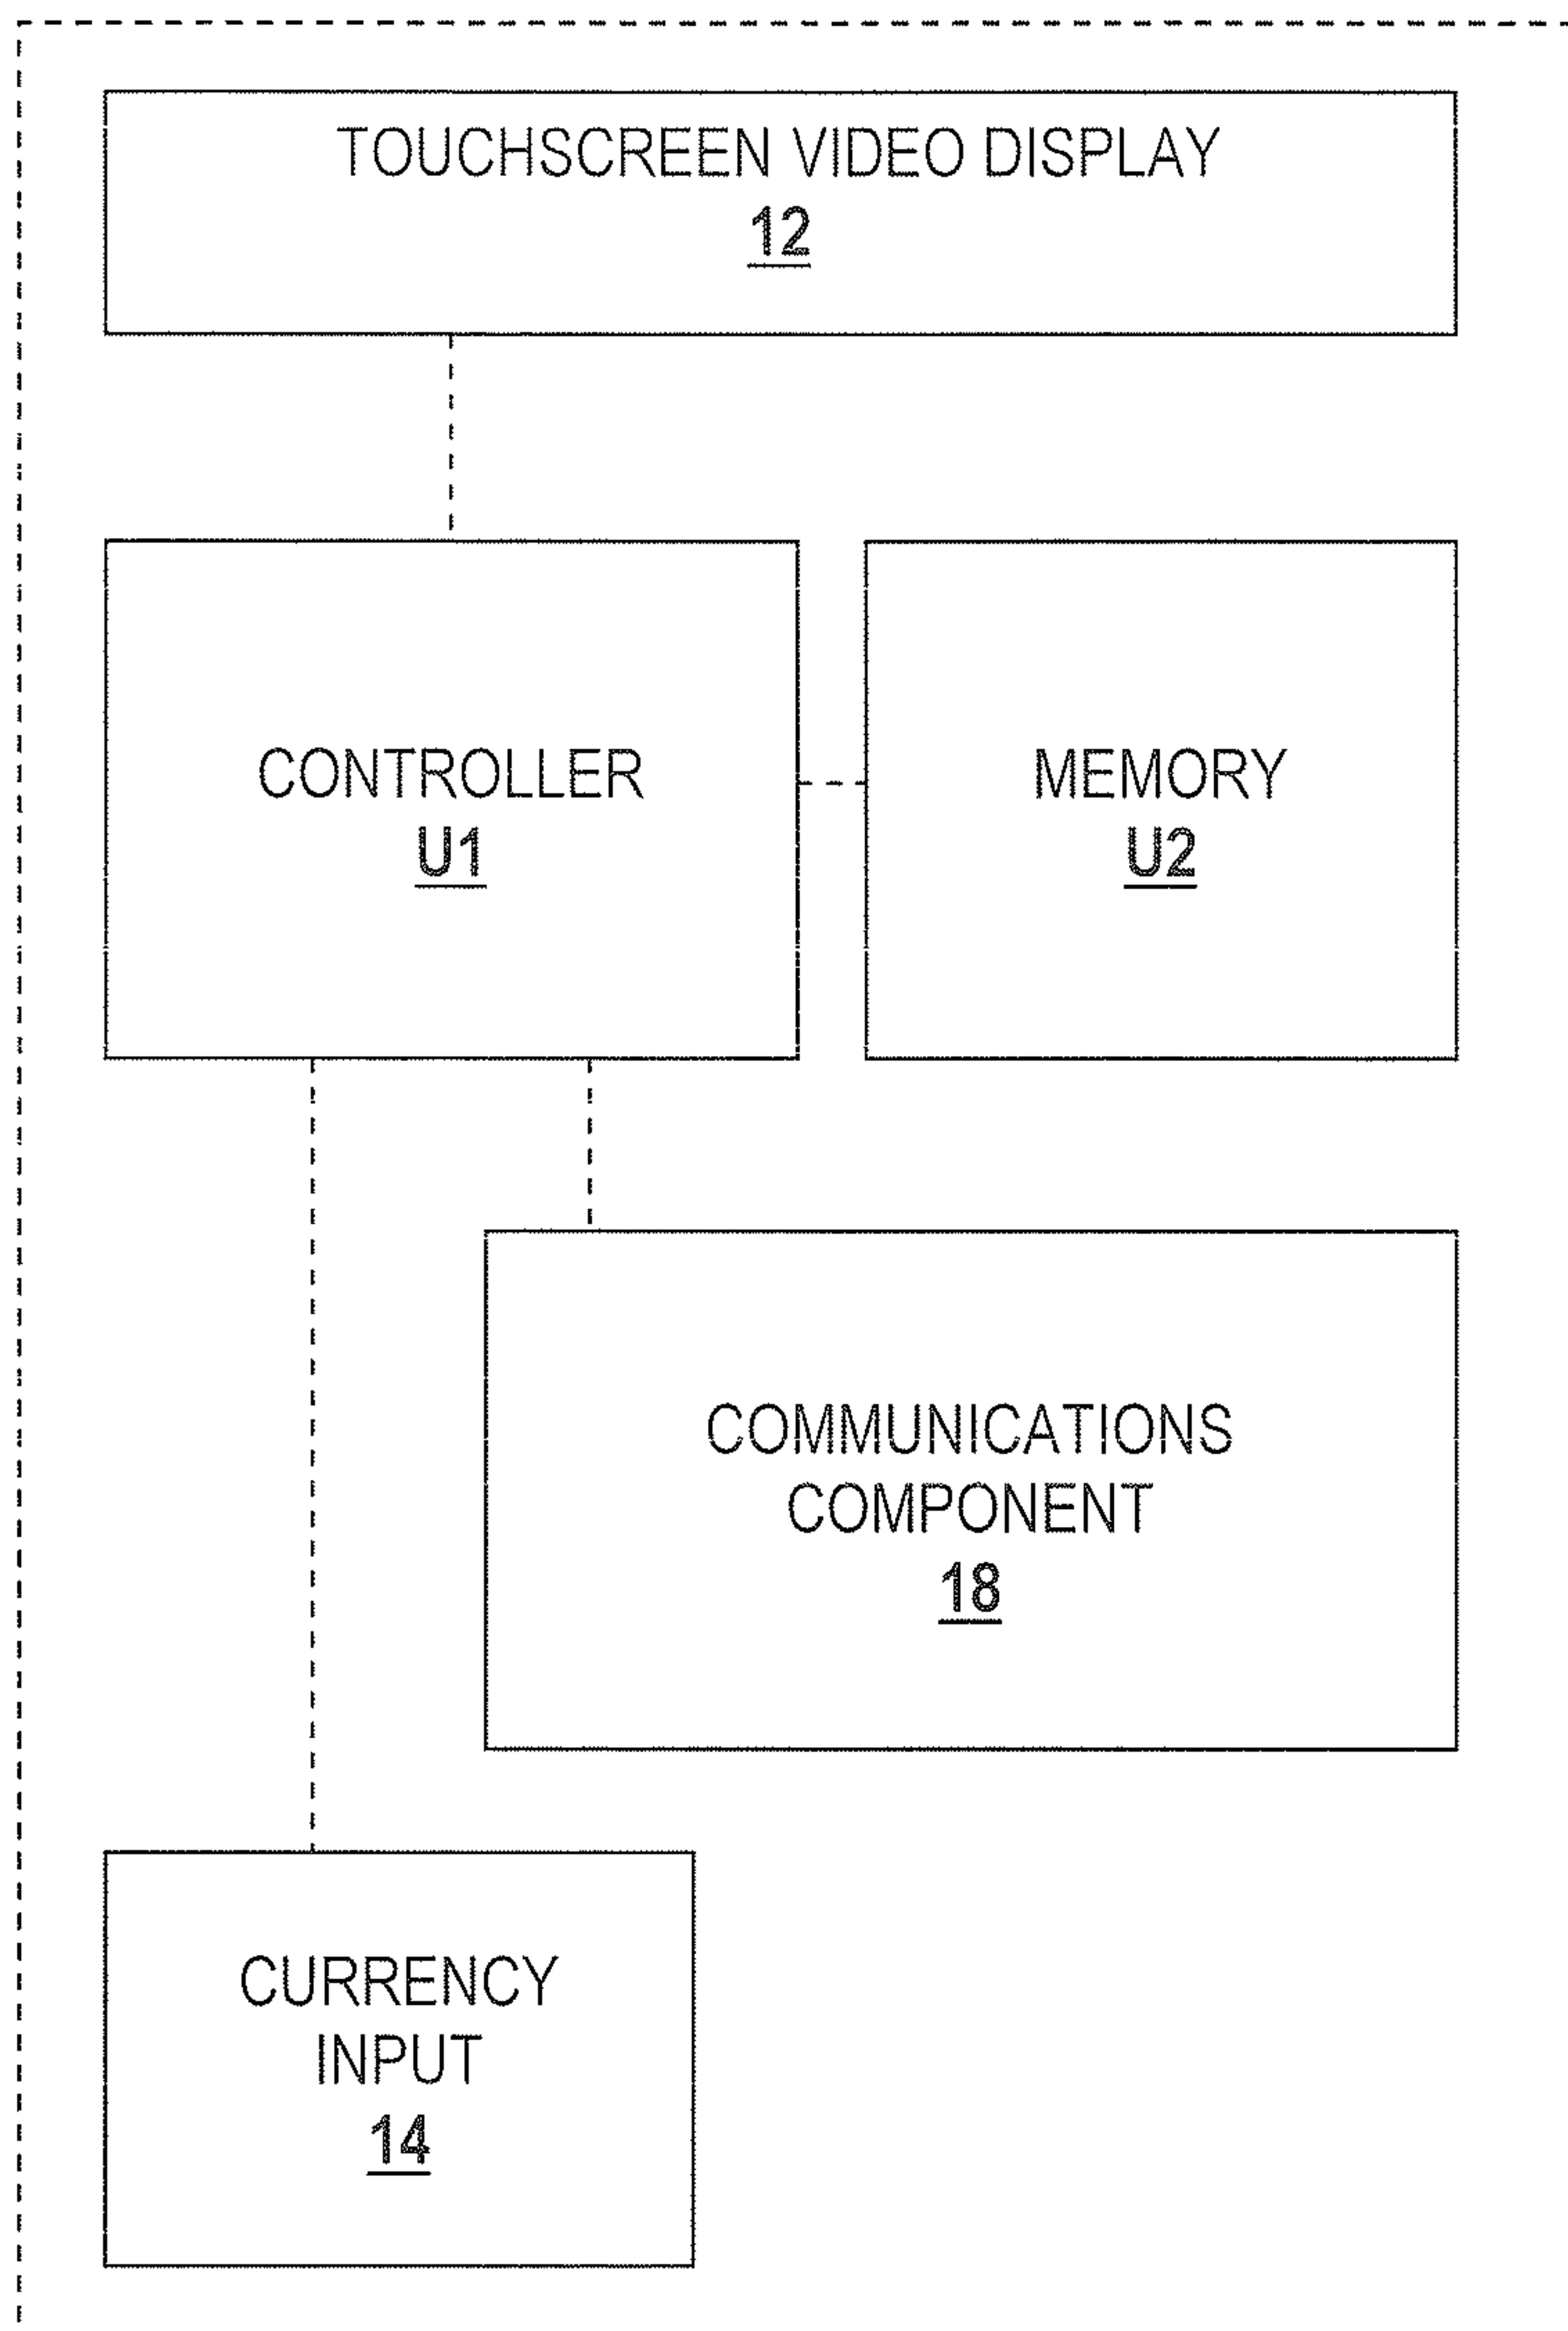 TOUCHSCREEN VIDEO DISPLAY
12
CONTROLLER
U1
MEMORY
U2
COMMUNICATIONS
COMPONENT
18
CURRENCY
INPUT
14